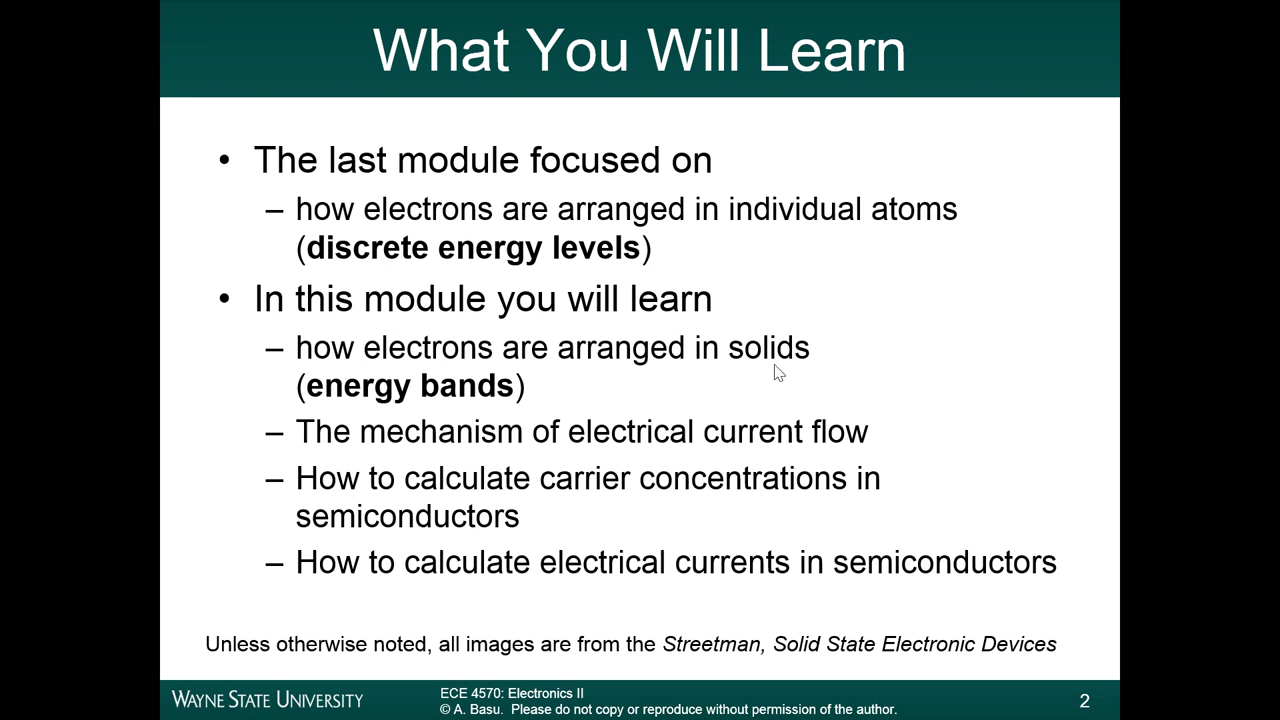 What You Will Learn
• The last module focused on
– how electrons are arranged in individual atoms
(discrete energy levels)
• In this module you will learn
– how electrons are arranged in solids
(energy bands)
– The mechanism of electrical current flow
– How to calculate carrier concentrations in
semiconductors
– How to calculate electrical currents in semiconductors
Unless otherwise noted, all images are from the Streetman, Solid State Electronic Devices
WAYNE STATE UNIVERSITY
ECE 4570: Electronics II
© A. Basu. Please do not copy or reproduce without permission of the author.
2